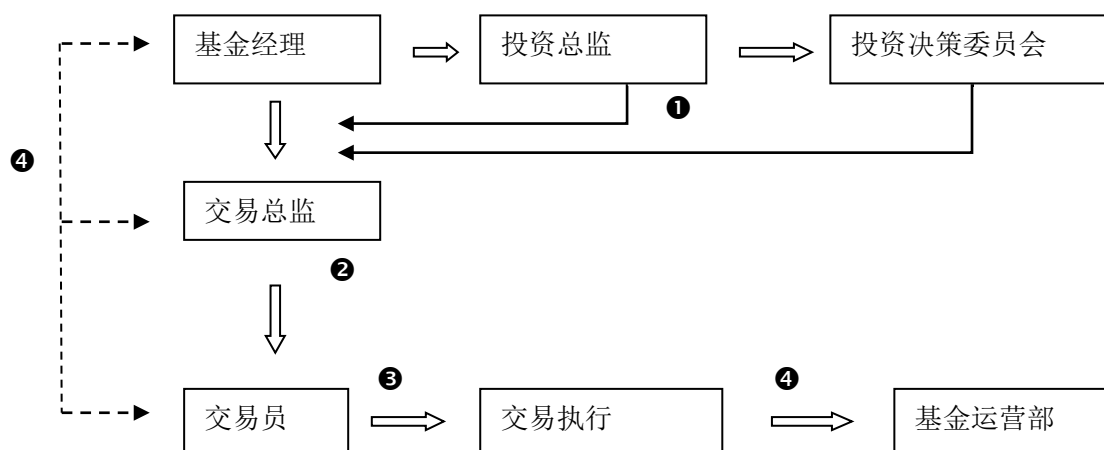 基金经理
投资总监
投资决策委员会
❶
❹
交易总监
❷
❸
❹
交易员
交易执行
基金运营部